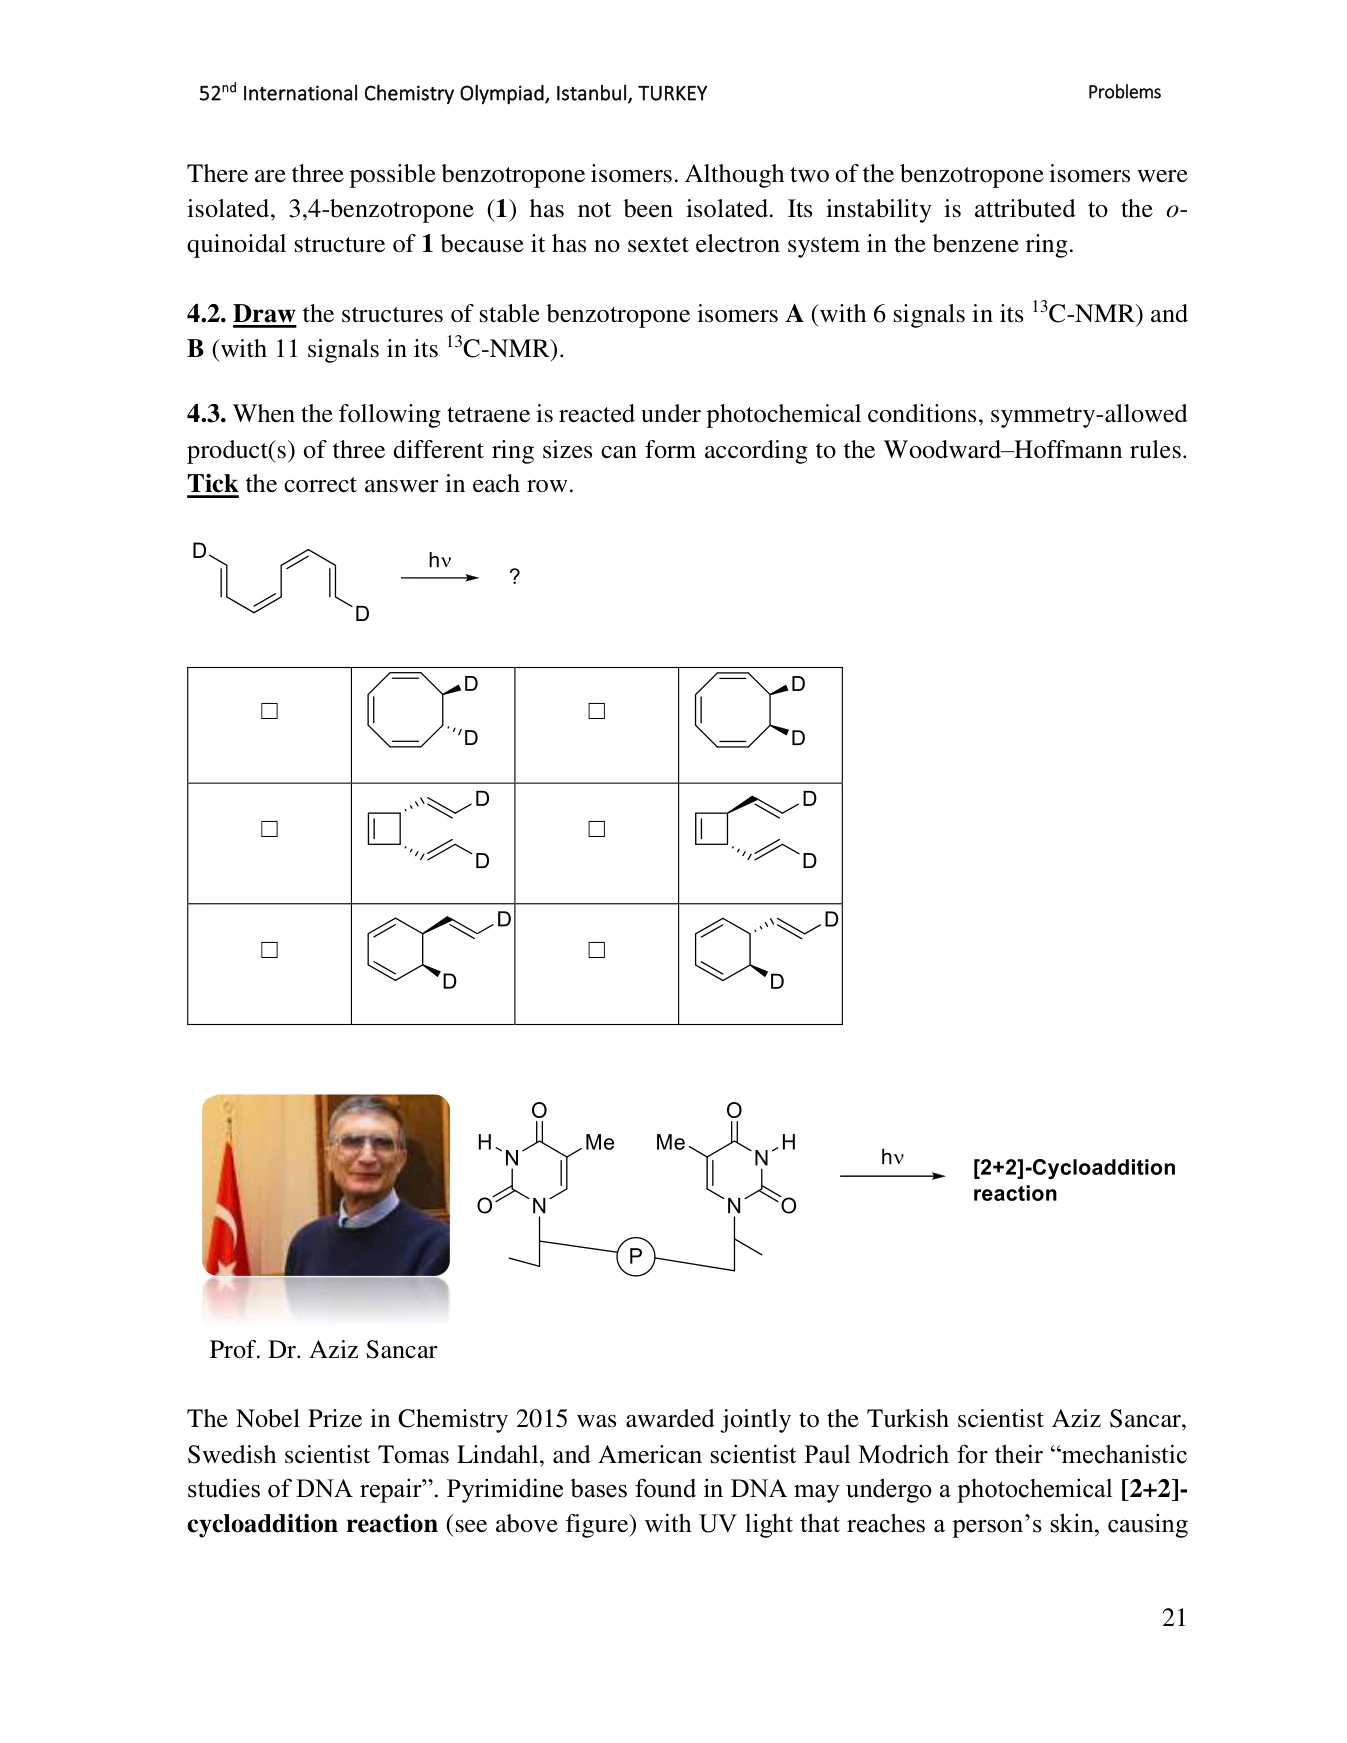 52nd International Chemistry Olympiad, Istanbul, TURKEY Problems
There are three possible benzotropone isomers. Although two of the benzotropone isomers were
isolated, 3,4-benzotropone (1) has not been isolated. Its instability is attributed to the o-
quinoidal structure of 1 because it has no sextet electron system in the benzene ring.
4.2. Draw the structures of stable benzotropone isomers A (with 6 signals in its 13C-NMR) and
B (with 11 signals in its 13C-NMR).
4.3. When the following tetraene is reacted under photochemical conditions, symmetry-allowed
product(s) of three different ring sizes can form according to the Woodward–Hoffmann rules.
Tick the correct answer in each row.
D
hν
?
D
☐ D D ☐ D D
☐ D D ☐ D D
☐ D D ☐ D D
O O
H N Me Me N H
O N N O
P
hν
[2+2]-Cycloaddition
reaction
Prof. Dr. Aziz Sancar
The Nobel Prize in Chemistry 2015 was awarded jointly to the Turkish scientist Aziz Sancar,
Swedish scientist Tomas Lindahl, and American scientist Paul Modrich for their “mechanistic
studies of DNA repair”. Pyrimidine bases found in DNA may undergo a photochemical [2+2]-
cycloaddition reaction (see above figure) with UV light that reaches a person’s skin, causing
21